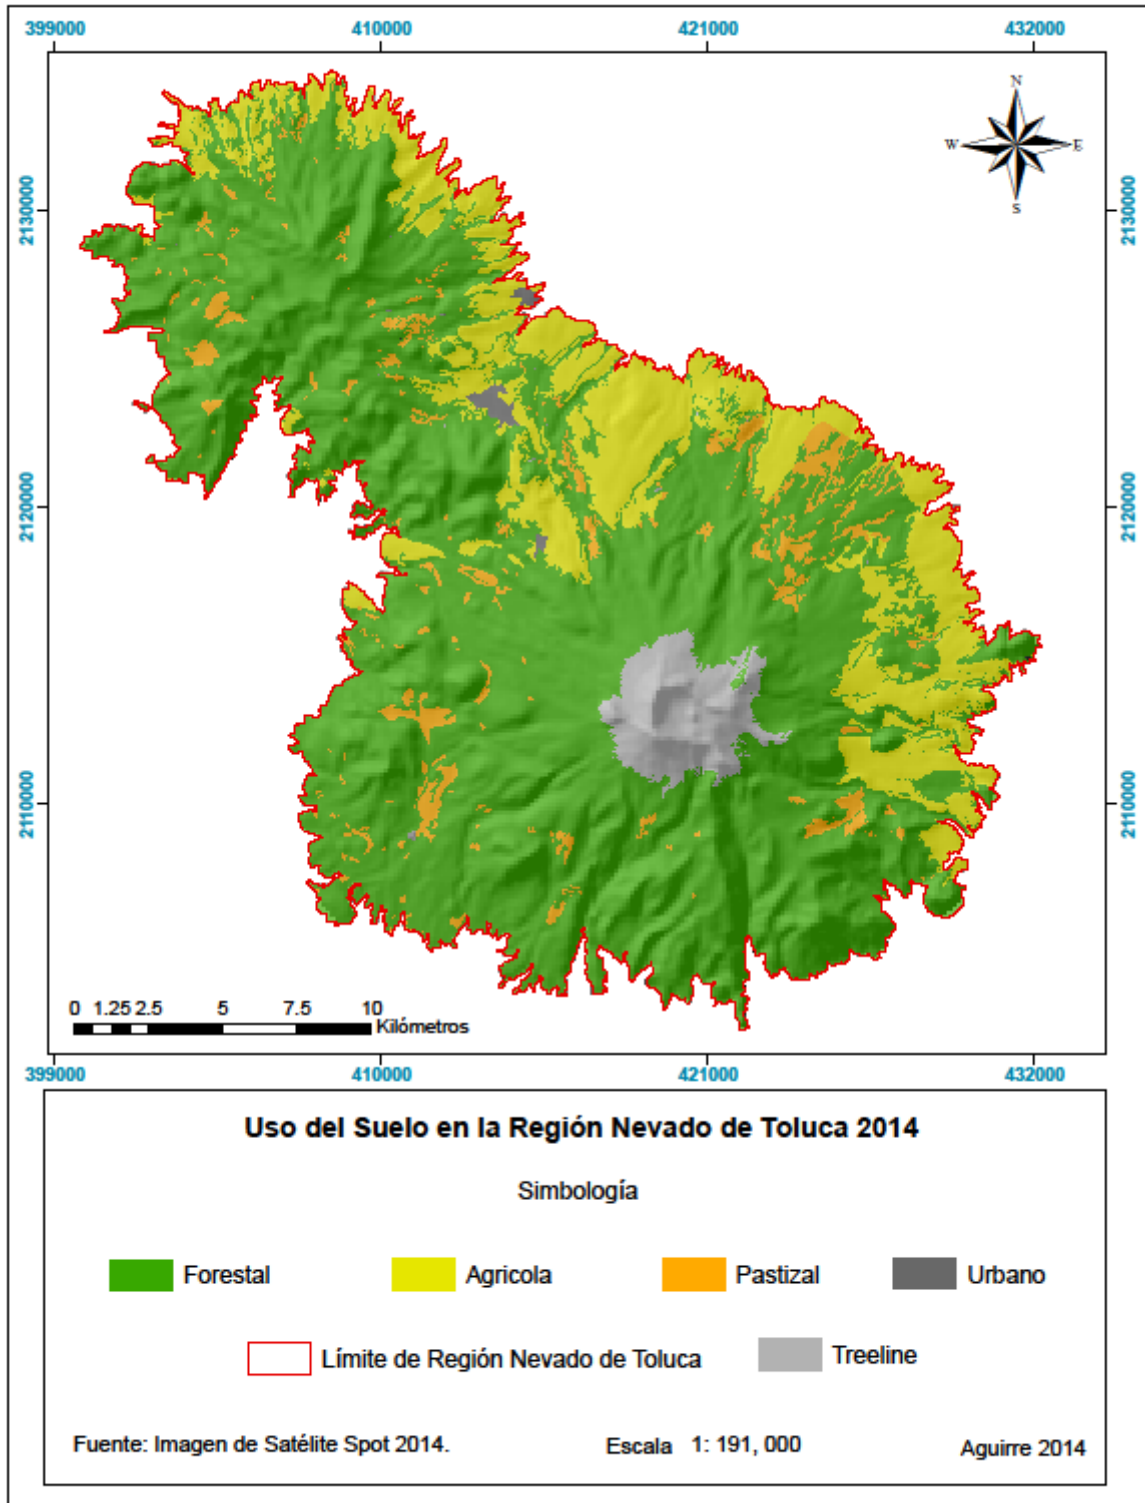 399000 410000 421000 432000
N
W E
S
2130000 2130000
2120000 2120000
2110000 2110000
0 1.25 2.5 5 7.5 10
Kilómetros
399000 410000 421000 432000
Uso del Suelo en la Región Nevado de Toluca 2014
Simbología
Forestal Agricola Pastizal Urbano
Límite de Región Nevado de Toluca Treeline
Fuente: Imagen de Satélite Spot 2014. Escala 1: 191, 000 Aguirre 2014